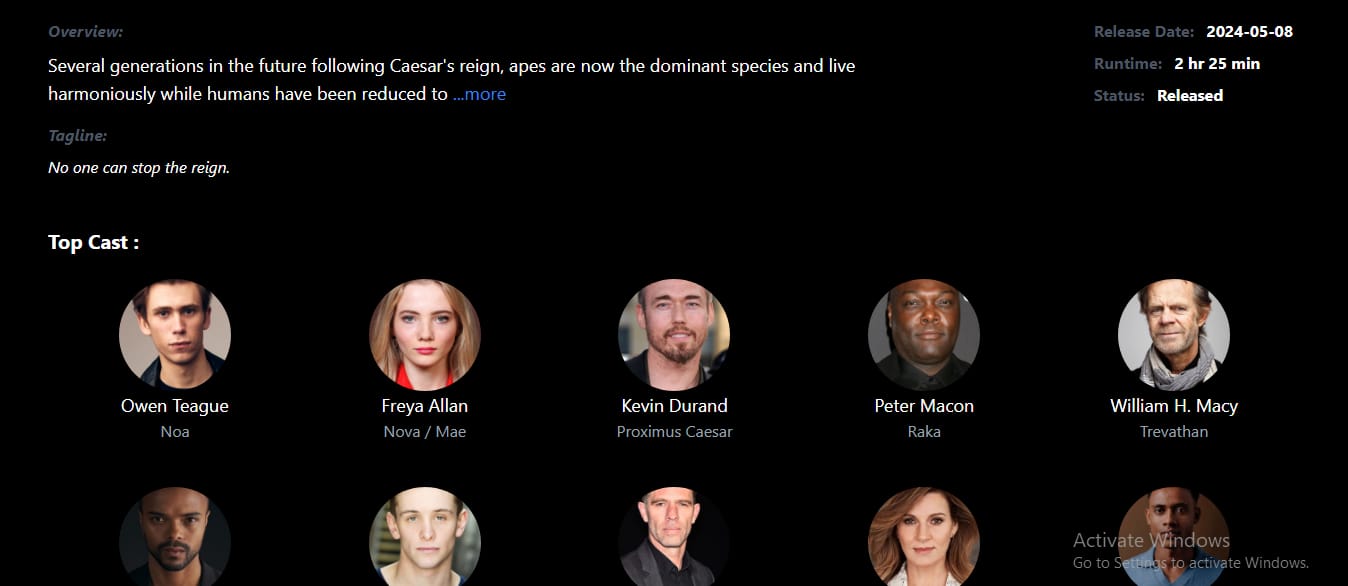 Overview:
Release Date: 2024-05-08
Several generations in the future following Caesar's reign, apes are now the dominant species and live
Runtime: 2 hr 25 min
harmoniously while humans have been reduced to ...more
Status: Released
Tagline:
No one can stop the reign.
Top Cast :
Owen Teague
Freya Allan
Kevin Durand
Peter Macon
William H. Macy
Noa
Nova / Mae
Proximus Caesar
Raka
Trevathan
Activate Windows
Go to Settings to activate Windows.